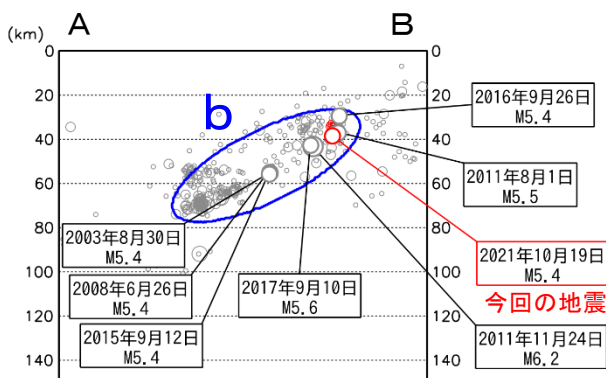 A
B
(km)
0
0
20
20
40
40
60
60
80
80
100
100
120
120
140
140
b
2016年9月26日
M5.4
2011年8月1日
M5.5
2003年8月30日
M5.4
2021年10月19日
M5.4
今回の地震
2008年6月26日
M5.4
2017年9月10日
M5.6
2015年9月12日
M5.4
2011年11月24日
M6.2